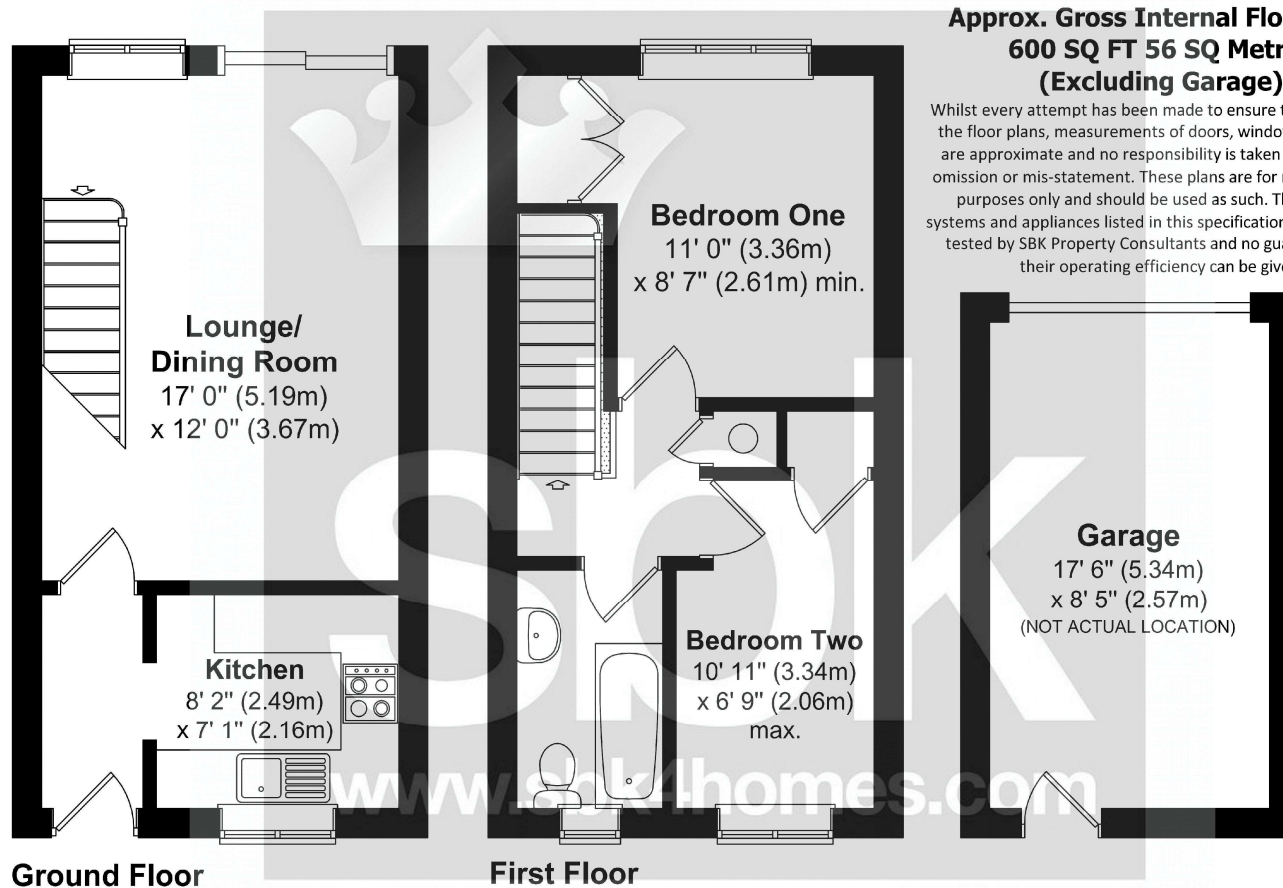 Approx. Gross Internal Flo
600 SQ FT 56 SQ Metr
(Excluding Garage)
Whilst every attempt has been made to ensure t
the floor plans, measurements of doors, windo
are approximate and no responsibility is taken
omission or mis-statement. These plans are for
purposes only and should be used as such. T
systems and appliances listed in this specification
tested by SBK Property Consultants and no gua
their operating efficiency can be give
Lounge/
Dining Room
17' 0" (5.19m)
x 12' 0" (3.67m)
Kitchen
8' 2" (2.49m)
x 7' 1" (2.16m)
Ground Floor
Bedroom One
11' 0" (3.36m)
x 8' 7" (2.61m) min.
Bedroom Two
10' 11" (3.34m)
x 6' 9" (2.06m)
max.
First Floor
Garage
17' 6" (5.34m)
x 8' 5" (2.57m)
(NOT ACTUAL LOCATION)
sbk
www.sbk4homes.com